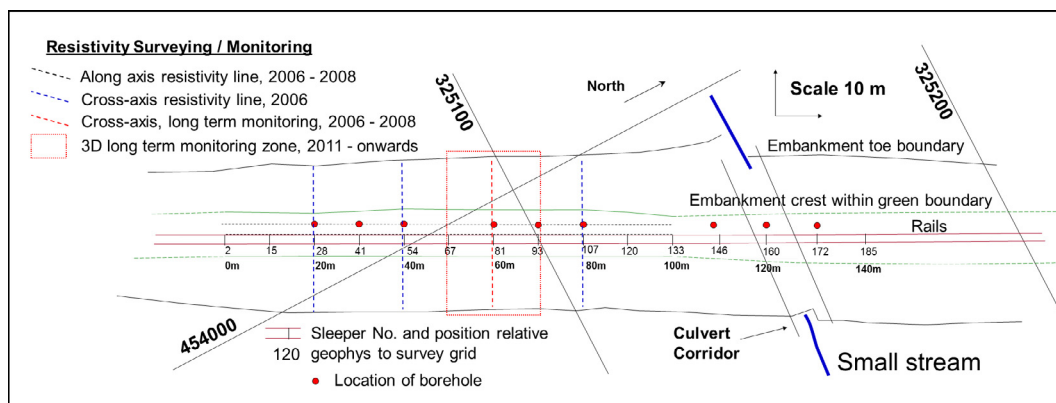 Resistivity Surveying / Monitoring
Along axis resistivity line, 2006 - 2008
Cross-axis resistivity line, 2006
Cross-axis, long term monitoring, 2006 - 2008
3D long term monitoring zone, 2011 - onwards
325100
North
Scale 10 m
325200
Embankment toe boundary
Embankment crest within green boundary
Rails
2 15 28 41 54 67 81 93 107 120 133 146 160 172 185
0m 20m 40m 60m 80m 100m 120m 140m
454000
Sleeper No. and position relative
120 geophys to survey grid
Location of borehole
Culvert
Corridor
Small stream